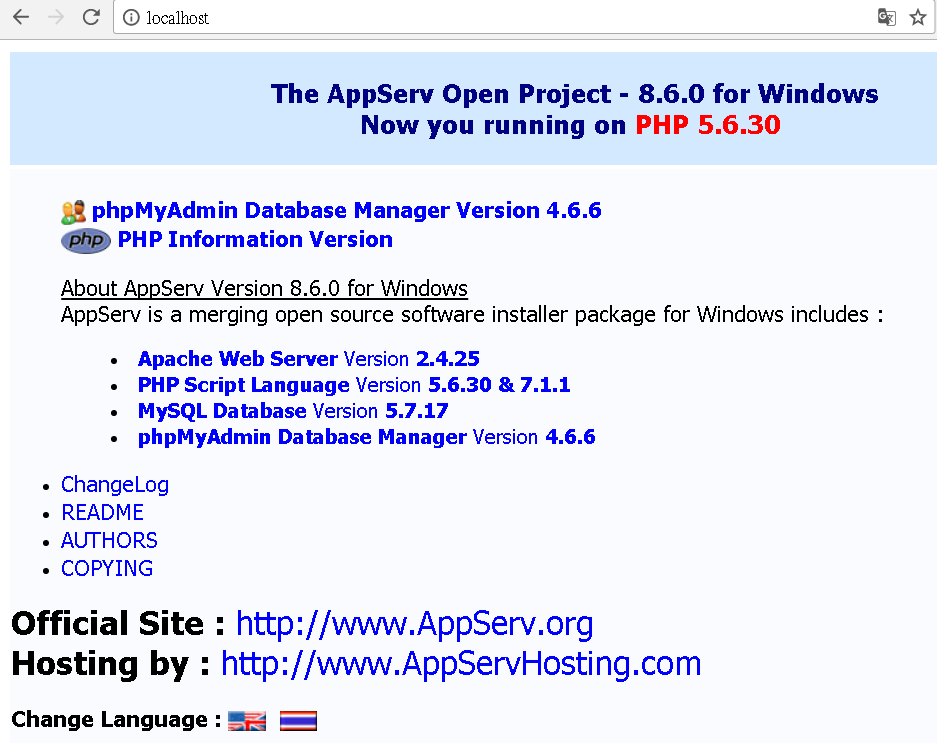 localhost
The AppServ Open Project - 8.6.0 for Windows
Now you running on PHP 5.6.30
phpMyAdmin Database Manager Version 4.6.6
php PHP Information Version
About AppServ Version 8.6.0 for Windows
AppServ is a merging open source software installer package for Windows includes :
Apache Web Server Version 2.4.25
PHP Script Language Version 5.6.30 & 7.1.1
MySQL Database Version 5.7.17
phpMyAdmin Database Manager Version 4.6.6
ChangeLog
README
AUTHORS
COPYING
Official Site : http://www.AppServ.org
Hosting by : http://www.AppServHosting.com
Change Language :